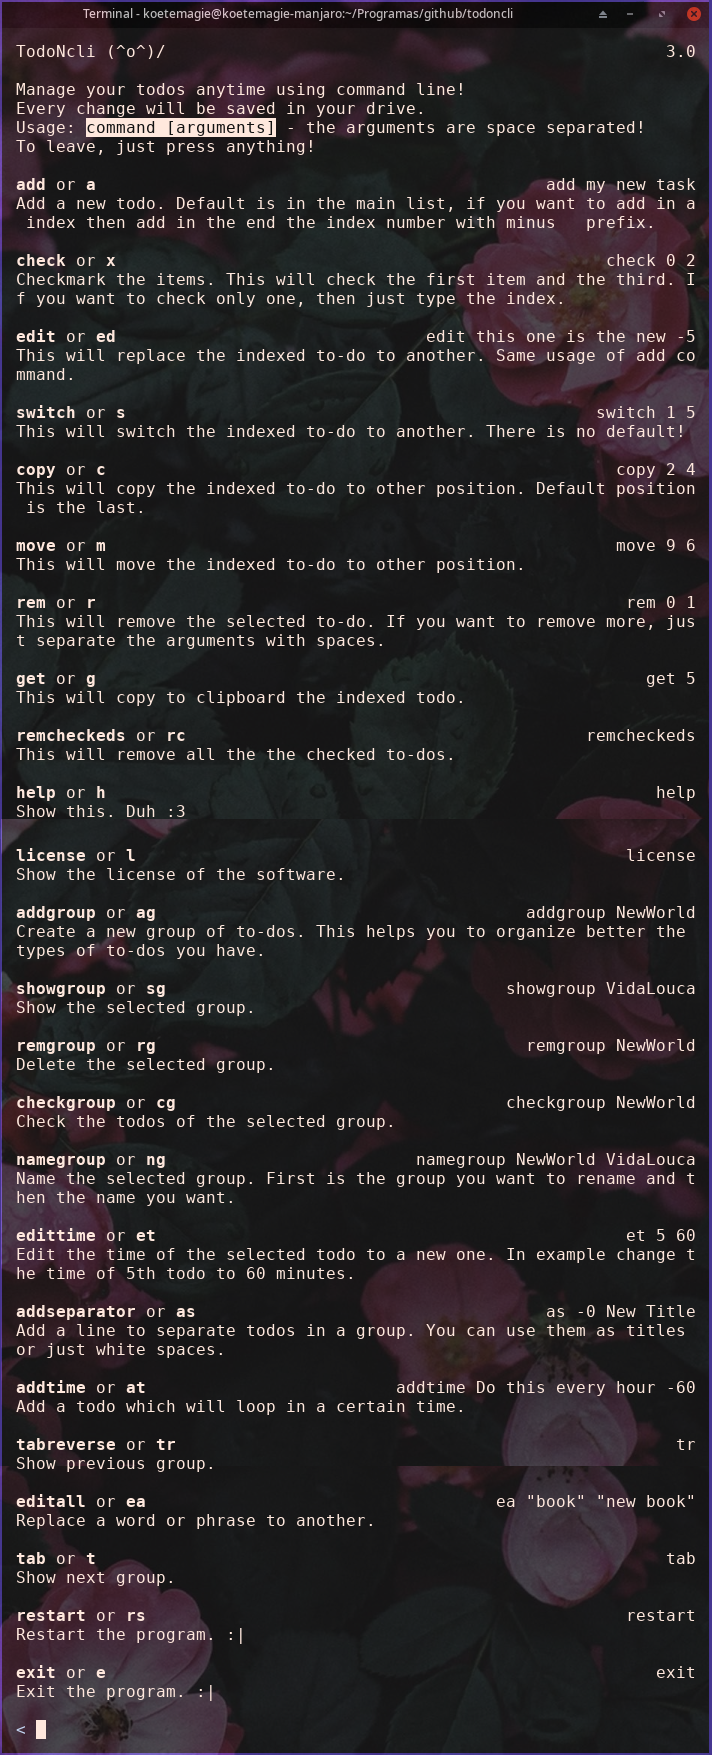 Terminal - koetemagie@koetemagie-manjaro:~/Programas/github/todoncli
TodoNcli (^o^)/ 3.0
Manage your todos anytime using command line!
Every change will be saved in your drive.
Usage: command [arguments] - the arguments are space separated!
To leave, just press anything!
add or a add my new task
Add a new todo. Default is in the main list, if you want to add in a
index then add in the end the index number with minus   prefix.
check or x check 0 2
Checkmark the items. This will check the first item and the third. I
f you want to check only one, then just type the index.
edit or ed edit this one is the new -5
This will replace the indexed to-do to another. Same usage of add co
mmand.
switch or s switch 1 5
This will switch the indexed to-do to another. There is no default!
copy or c copy 2 4
This will copy the indexed to-do to other position. Default position
is the last.
move or m move 9 6
This will move the indexed to-do to other position.
rem or r rem 0 1
This will remove the selected to-do. If you want to remove more, jus
t separate the arguments with spaces.
get or g get 5
This will copy to clipboard the indexed todo.
remcheckeds or rc remcheckeds
This will remove all the the checked to-dos.
help or h help
Show this. Duh :3
license or l license
Show the license of the software.
addgroup or ag addgroup NewWorld
Create a new group of to-dos. This helps you to organize better the
types of to-dos you have.
showgroup or sg showgroup VidaLouca
Show the selected group.
remgroup or rg remgroup NewWorld
Delete the selected group.
checkgroup or cg checkgroup NewWorld
Check the todos of the selected group.
namegroup or ng namegroup NewWorld VidaLouca
Name the selected group. First is the group you want to rename and t
hen the name you want.
edittime or et et 5 60
Edit the time of the selected todo to a new one. In example change t
he time of 5th todo to 60 minutes.
addseparator or as as -0 New Title
Add a line to separate todos in a group. You can use them as titles
or just white spaces.
addtime or at addtime Do this every hour -60
Add a todo which will loop in a certain time.
tabreverse or tr tr
Show previous group.
editall or ea ea "book" "new book"
Replace a word or phrase to another.
tab or t tab
Show next group.
restart or rs restart
Restart the program. :|
exit or e exit
Exit the program. :|
<